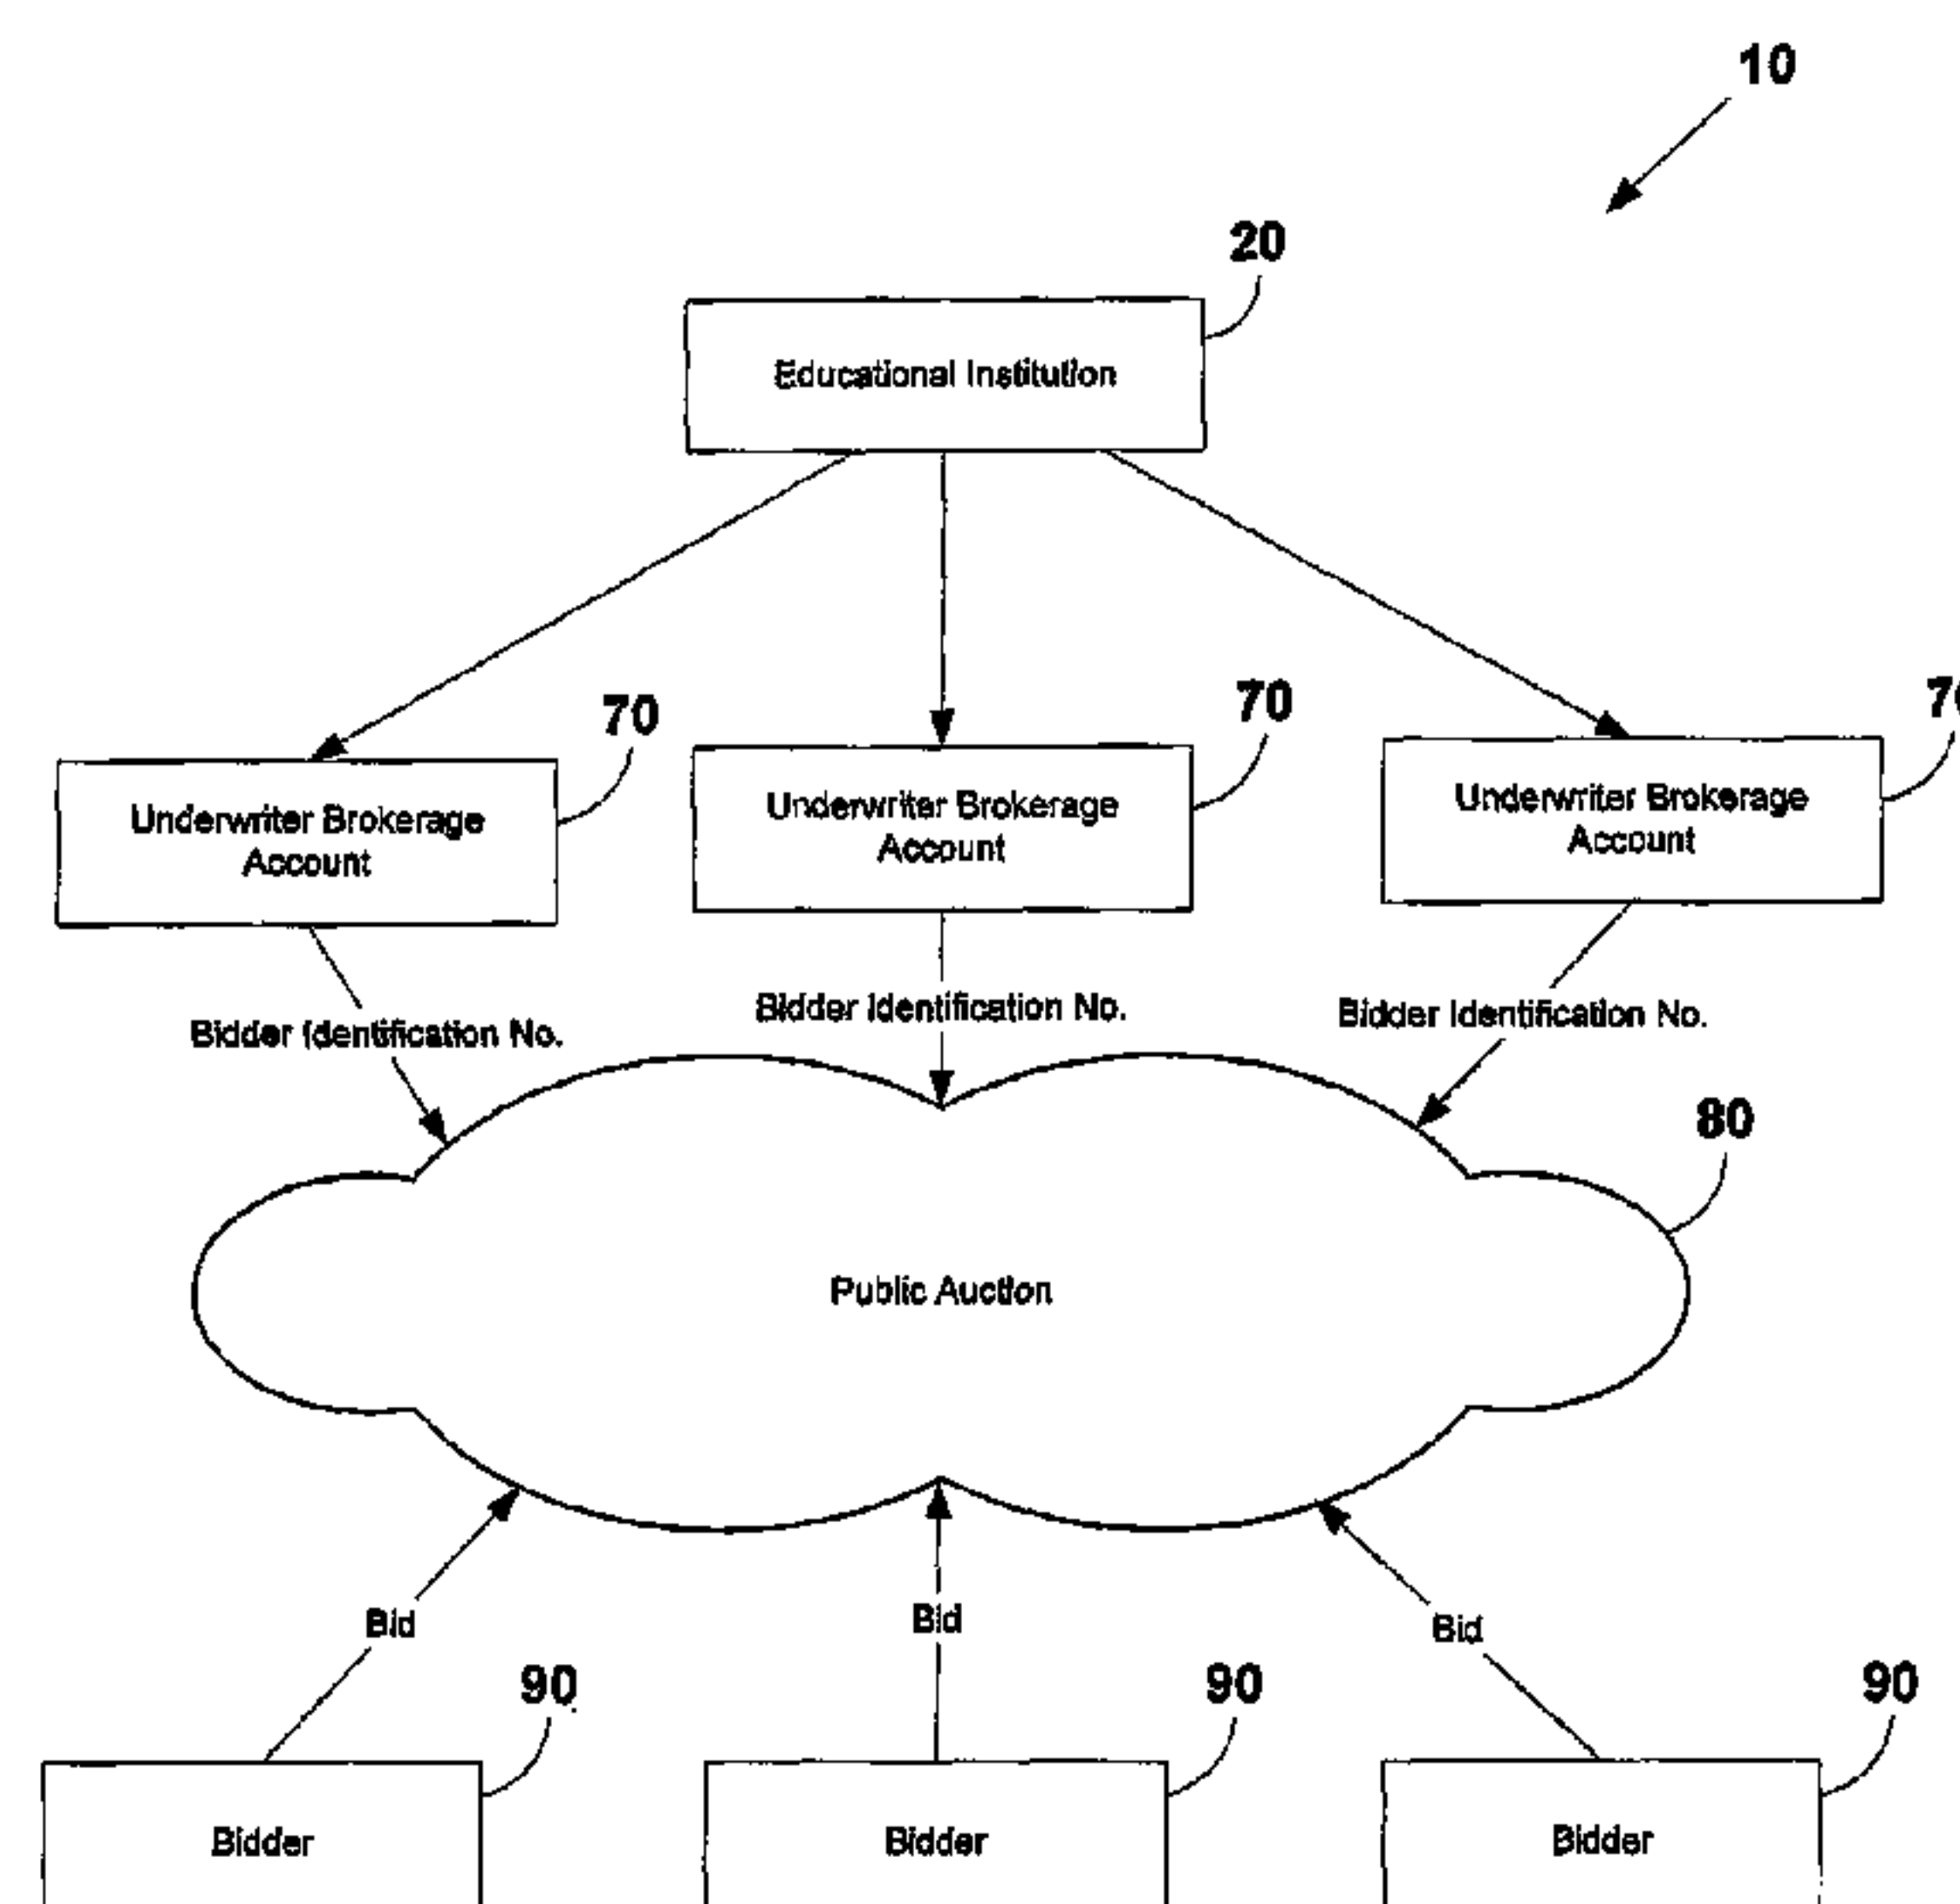 10
20
Educational Institution
70
70
70
Underwriter Brokerage
Account
Underwriter Brokerage
Account
Underwriter Brokerage
Account
Bidder Identification No.
Bidder Identification No.
Bidder Identification No.
80
Public Auction
Bid
Bid
Bid
90
90
90
Bidder
Bidder
Bidder